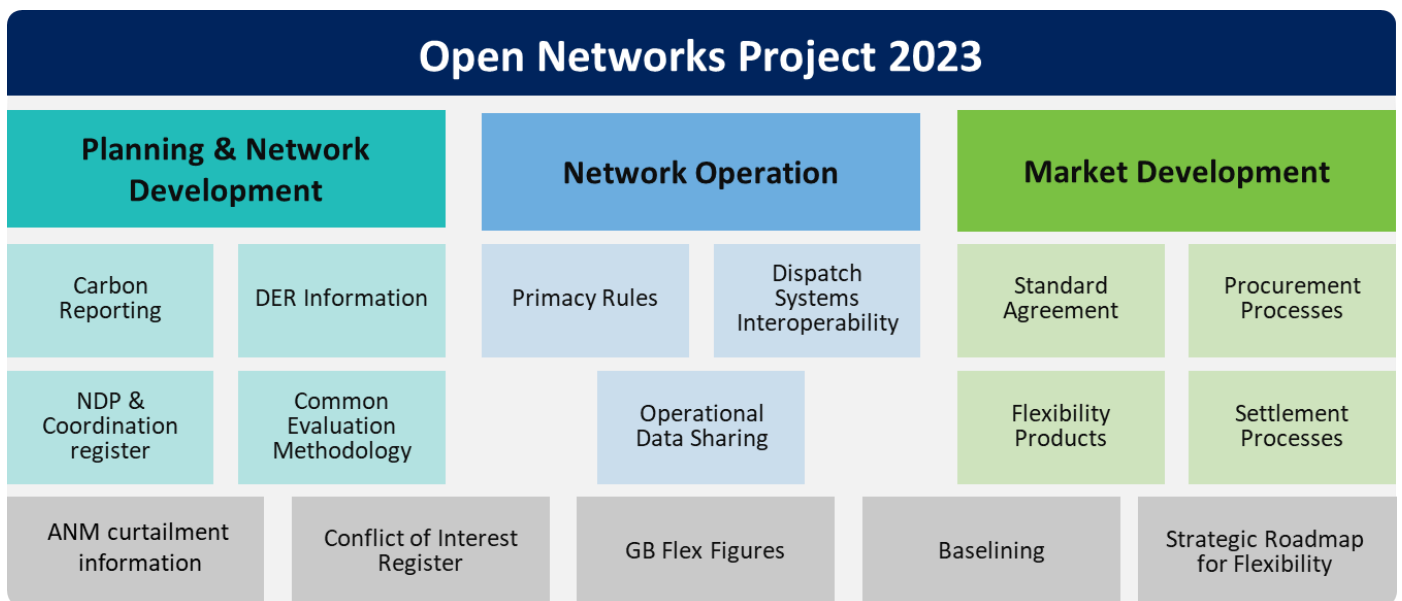 Open Networks Project 2023
Planning & Network
Development
Network Operation
Market Development
Carbon
Reporting
DER Information
Primacy Rules
Dispatch
Systems
Interoperability
Standard
Agreement
Procurement
Processes
NDP &
Coordination
register
Common
Evaluation
Methodology
Operational
Data Sharing
Flexibility
Products
Settlement
Processes
ANM curtailment
information
Conflict of Interest
Register
GB Flex Figures
Baselining
Strategic Roadmap
for Flexibility